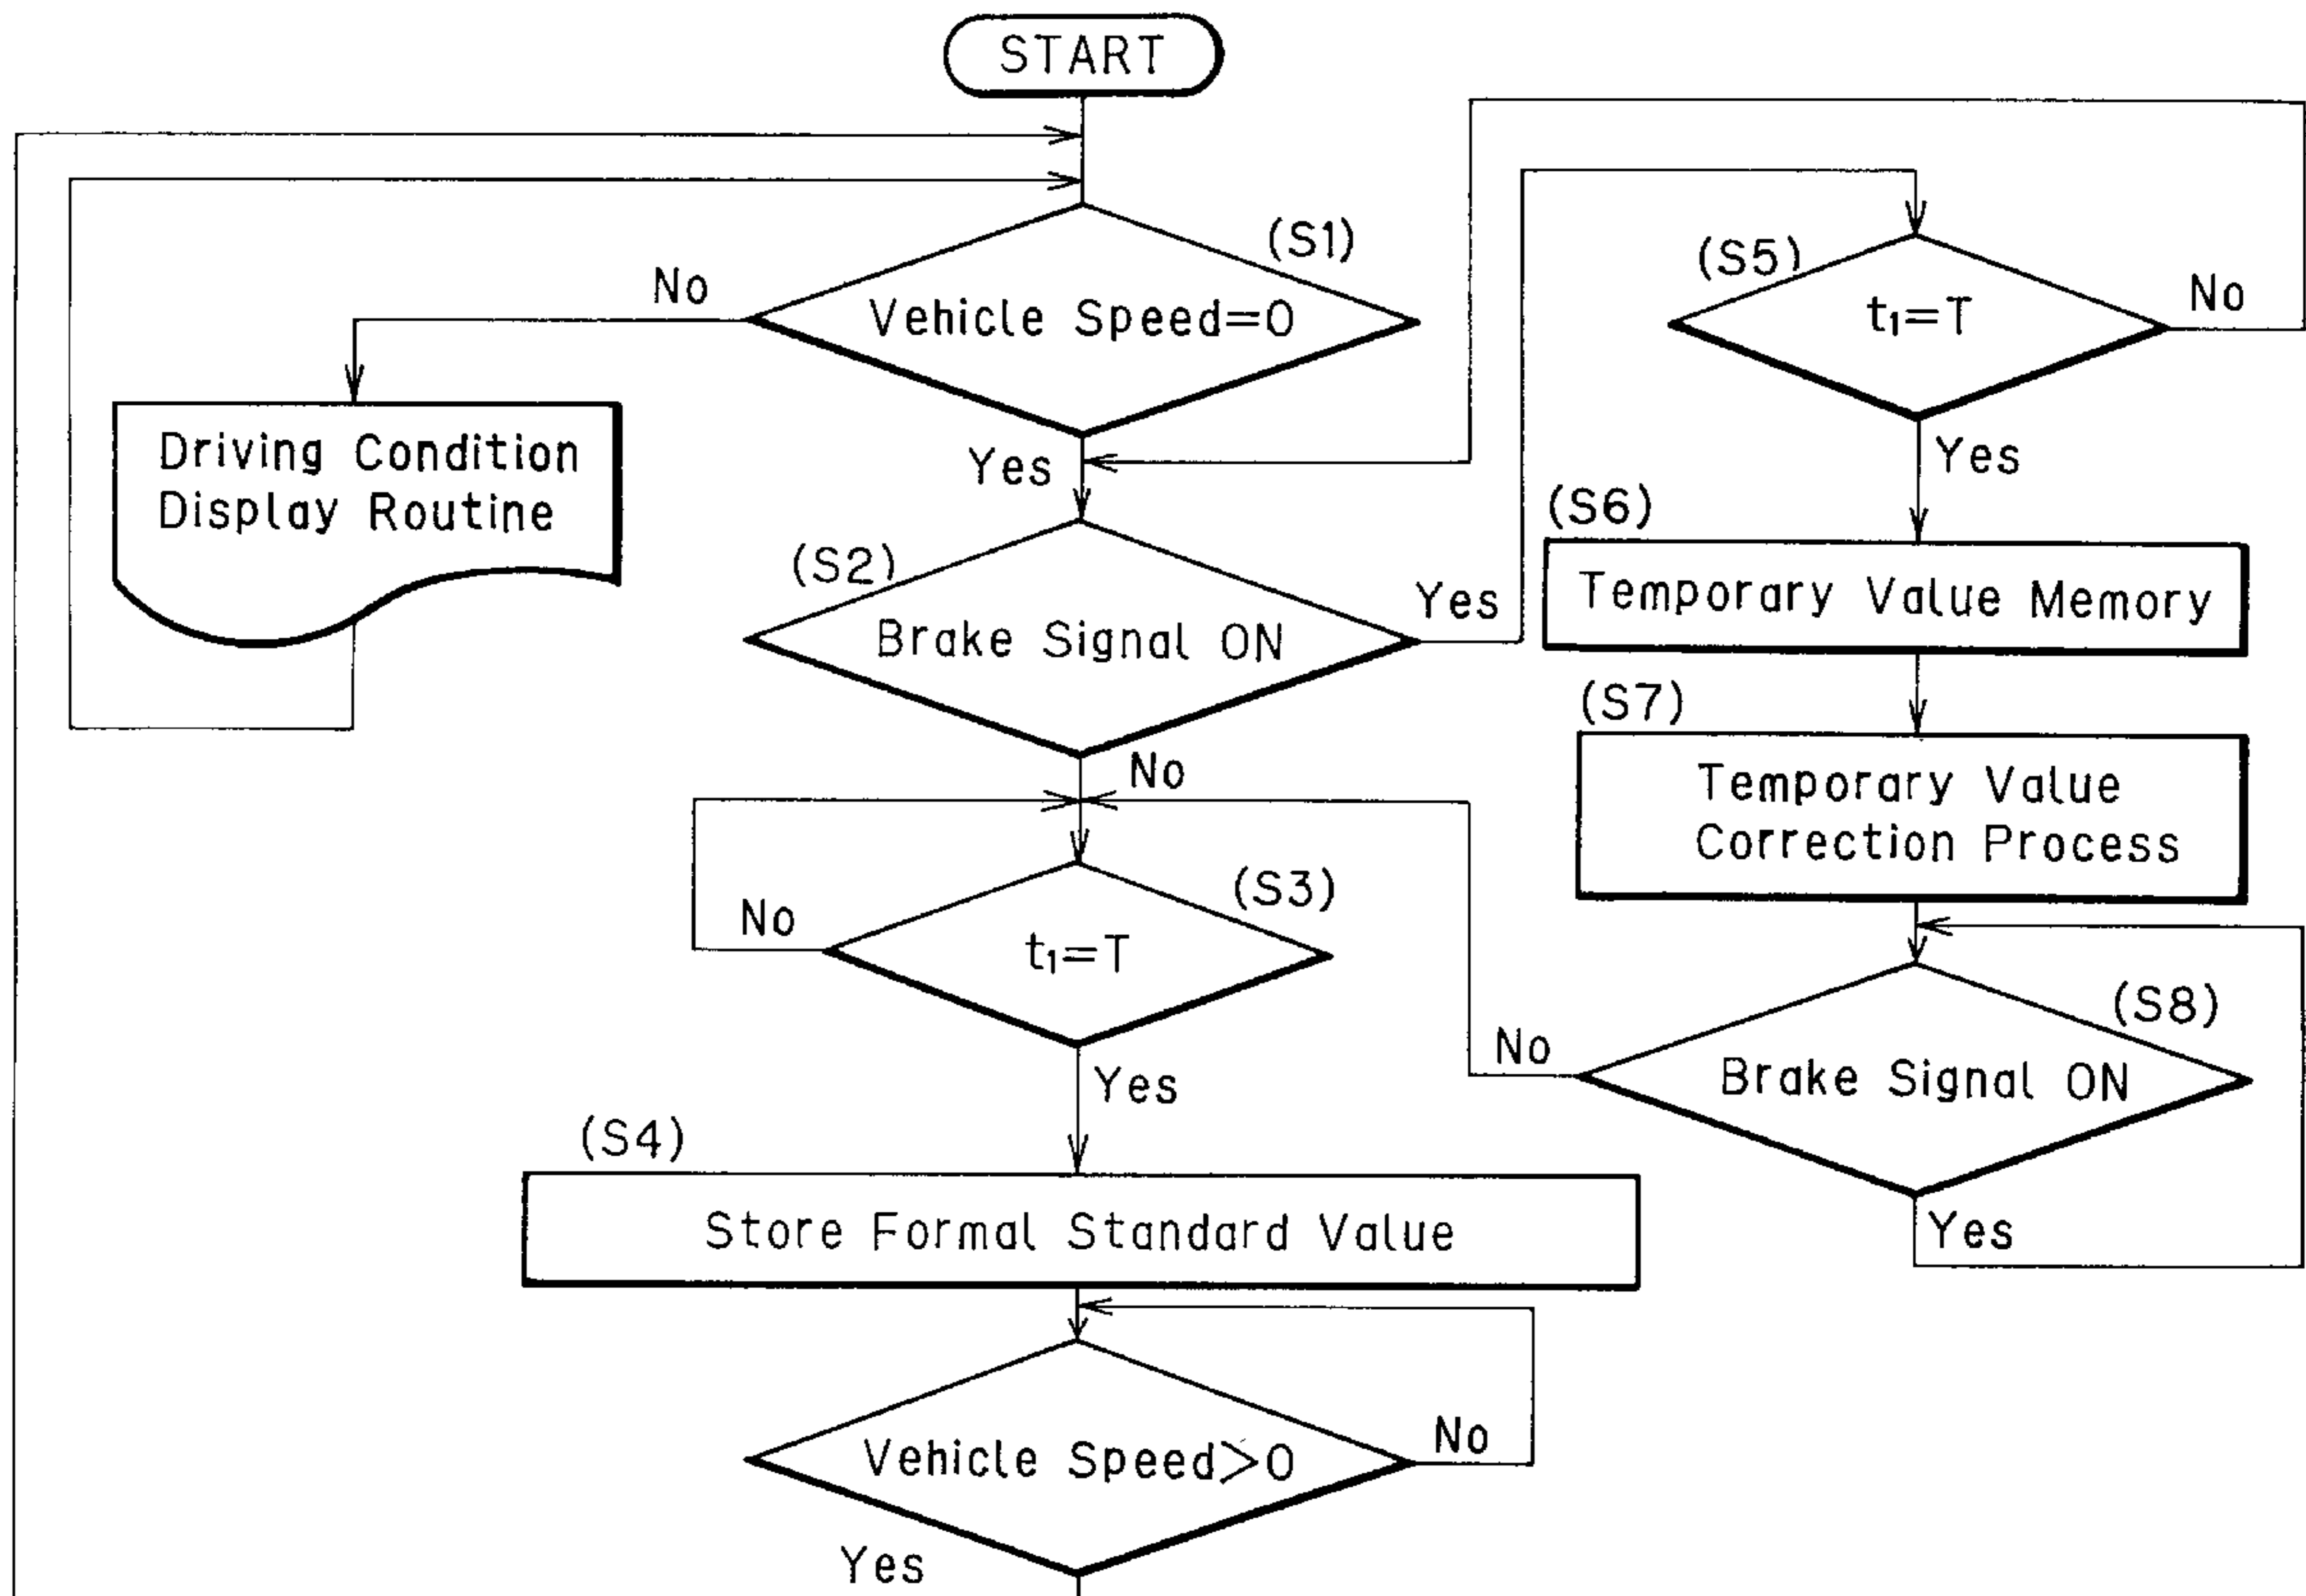 START
(S1)
No
Vehicle Speed=0
Yes
Driving Condition
Display Routine
(S2)
Brake Signal ON
Yes
No
(S3)
No
t₁=T
Yes
(S4)
Store Formal Standard Value
Vehicle Speed>0
No
Yes
(S5)
t₁=T
No
Yes
(S6)
Temporary Value Memory
(S7)
Temporary Value
Correction Process
(S8)
No
Brake Signal ON
Yes